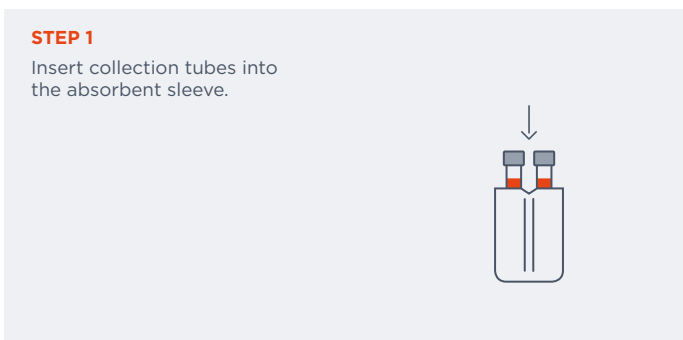 STEP 1
Insert collection tubes into
the absorbent sleeve.